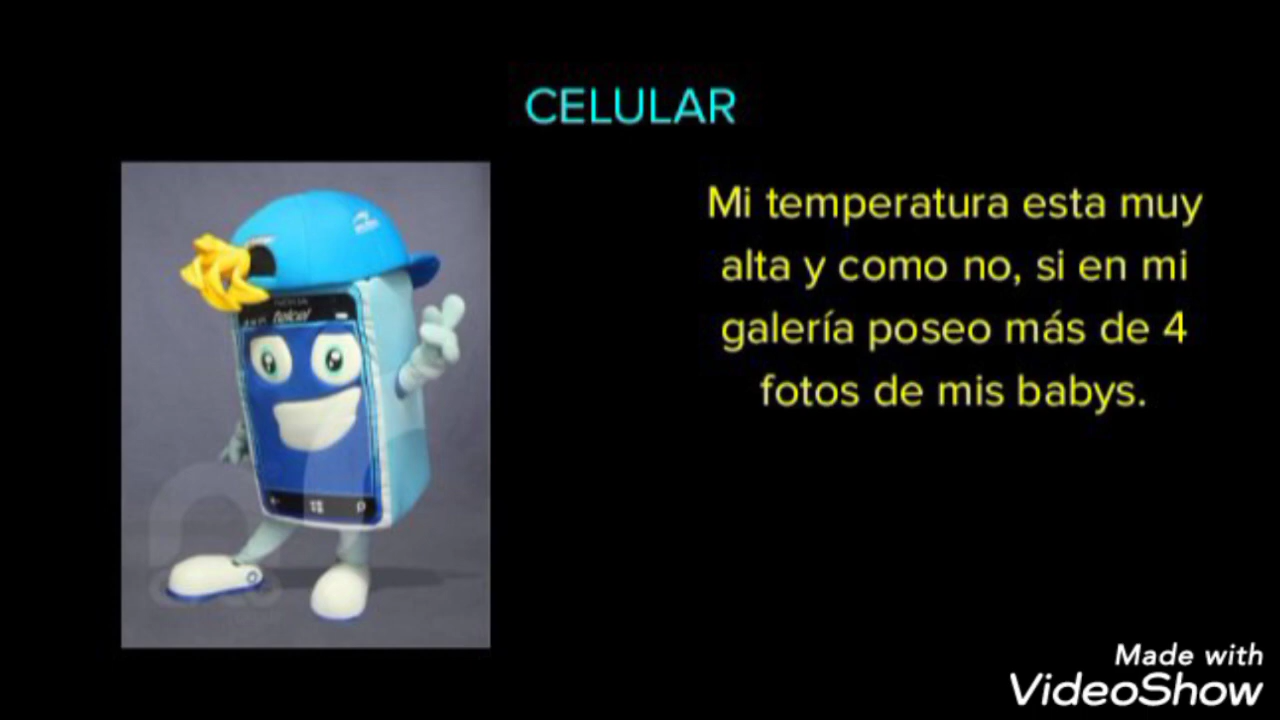 CELULAR
Mi temperatura esta muy
alta y como no, si en mi
galería poseo más de 4
fotos de mis babys.
telcel
Made with
VideoShow